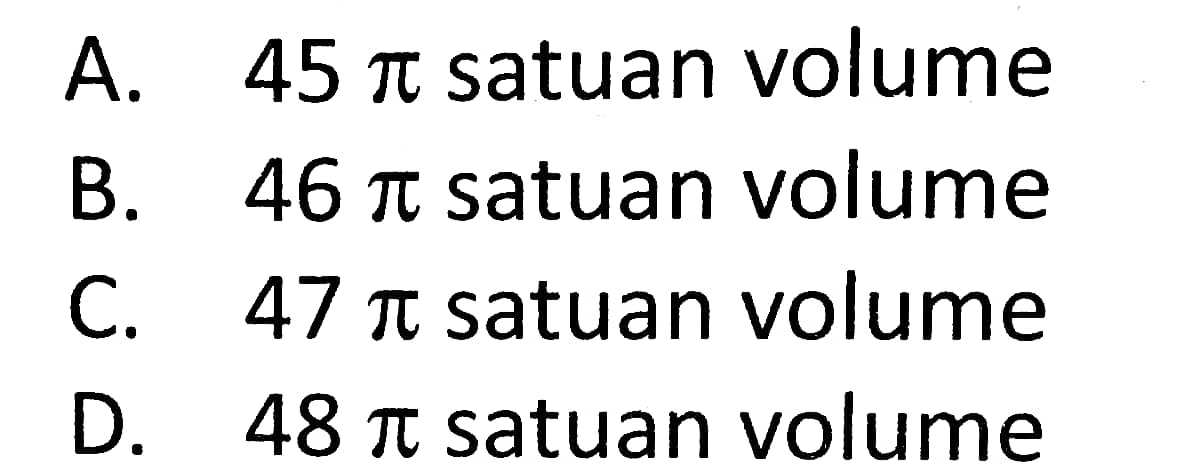 A. 45 π satuan volume
B. 46 π satuan volume
C. 47 π satuan volume
D. 48 π satuan volume